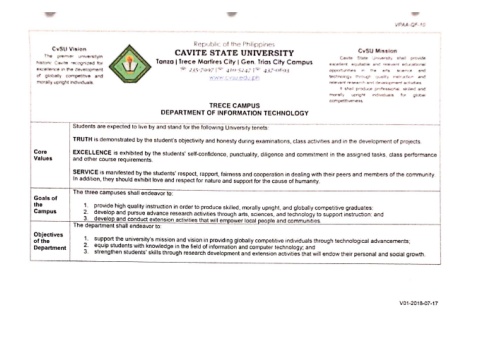 VPAA-QF-10
CvSU Vision
The premier university in
historic Cavite recognized for
excellence in the development
of globally competitive and
morally upright individuals.
Republic of the Philippines
CAVITE STATE UNIVERSITY
Tanza | Trece Martires City | Gen. Trias City Campus
www.cvsu.edu.ph
CvSU Mission
Cavite State University shall provide
excellent, equitable and relevant educational
opportunities in the arts, science and
technology through quality instruction and
relevant research and development activities.
It shall produce professional, skilled and
morally upright individuals for global
competitiveness.
TRECE CAMPUS
DEPARTMENT OF INFORMATION TECHNOLOGY
Core
Values
Students are expected to live by and stand for the following University tenets:
TRUTH is demonstrated by the student's objectivity and honesty during examinations, class activities and in the development of projects.
EXCELLENCE is exhibited by the students' self-confidence, punctuality, diligence and commitment in the assigned tasks, class performance
and other course requirements.
SERVICE is manifested by the students' respect, rapport, fairness and cooperation in dealing with their peers and members of the community.
In addition, they should exhibit love and respect for nature and support for the cause of humanity.
Goals of
the
Campus
The three campuses shall endeavor to:
1. provide high quality instruction in order to produce skilled, morally upright, and globally competitive graduates:
2. develop and pursue advance research activities through arts, sciences, and technology to support instruction: and
3. develop and conduct extension activities that will empower local people and communities.
Objectives
of the
Department
The department shall endeavor to:
1. support the university's mission and vision in providing globally competitive individuals through technological advancements;
2. equip students with knowledge in the field of information and computer technology; and
3. strengthen students' skills through research development and extension activities that will endow their personal and social growth.
V01-2018-07-17